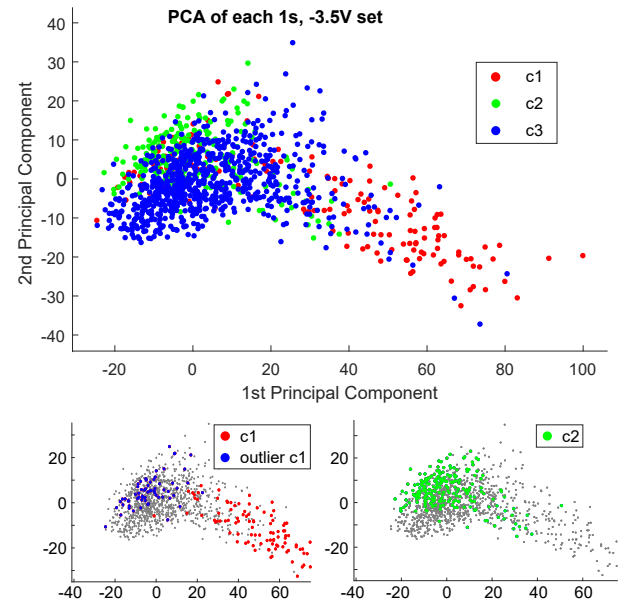 PCA of each 1s, -3.5V set
40
30
20
10
0
-10
-20
-30
-40
2nd Principal Component
c1
c2
c3
-20 0 20 40 60 80 100
1st Principal Component
20
0
-20
c1
outlier c1
-40 -20 0 20 40 60
20
0
-20
c2
-40 -20 0 20 40 60